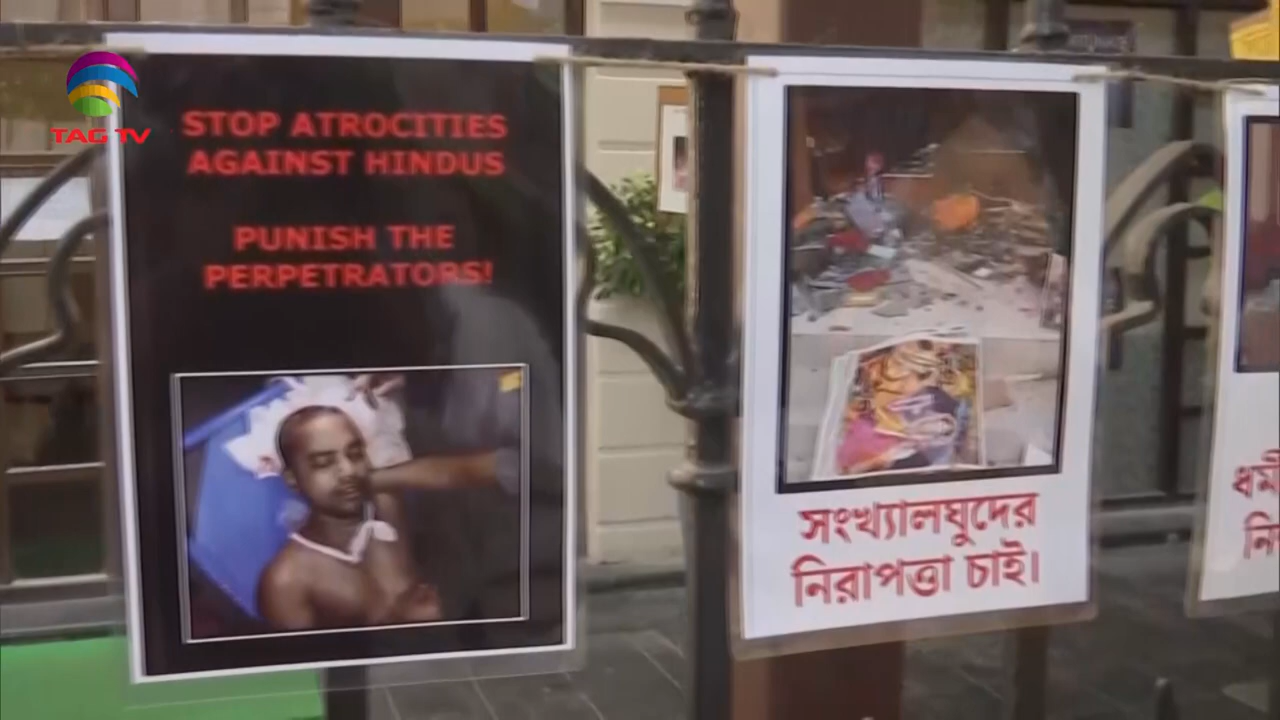 TAG TV
STOP ATROCITIES
AGAINST HINDUS
PUNISH THE
PERPETRATORS!
সংখ্যালঘুদের
নিরাপত্তা চাই।